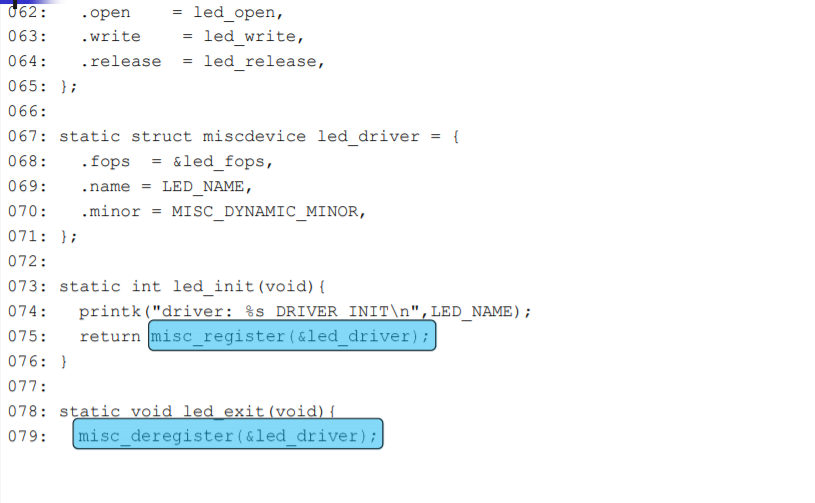 062:   .open    = led_open,
063:   .write    = led_write,
064:   .release  = led_release,
065: };
066:
067: static struct miscdevice led_driver = {
068:   .fops  = &led_fops,
069:   .name = LED_NAME,
070:   .minor = MISC_DYNAMIC_MINOR,
071: };
072:
073: static int led_init(void){
074:   printk("driver: %s DRIVER INIT\n",LED_NAME);
075:   return misc_register(&led_driver);
076: }
077:
078: static void led_exit(void){
079:   misc_deregister(&led_driver);